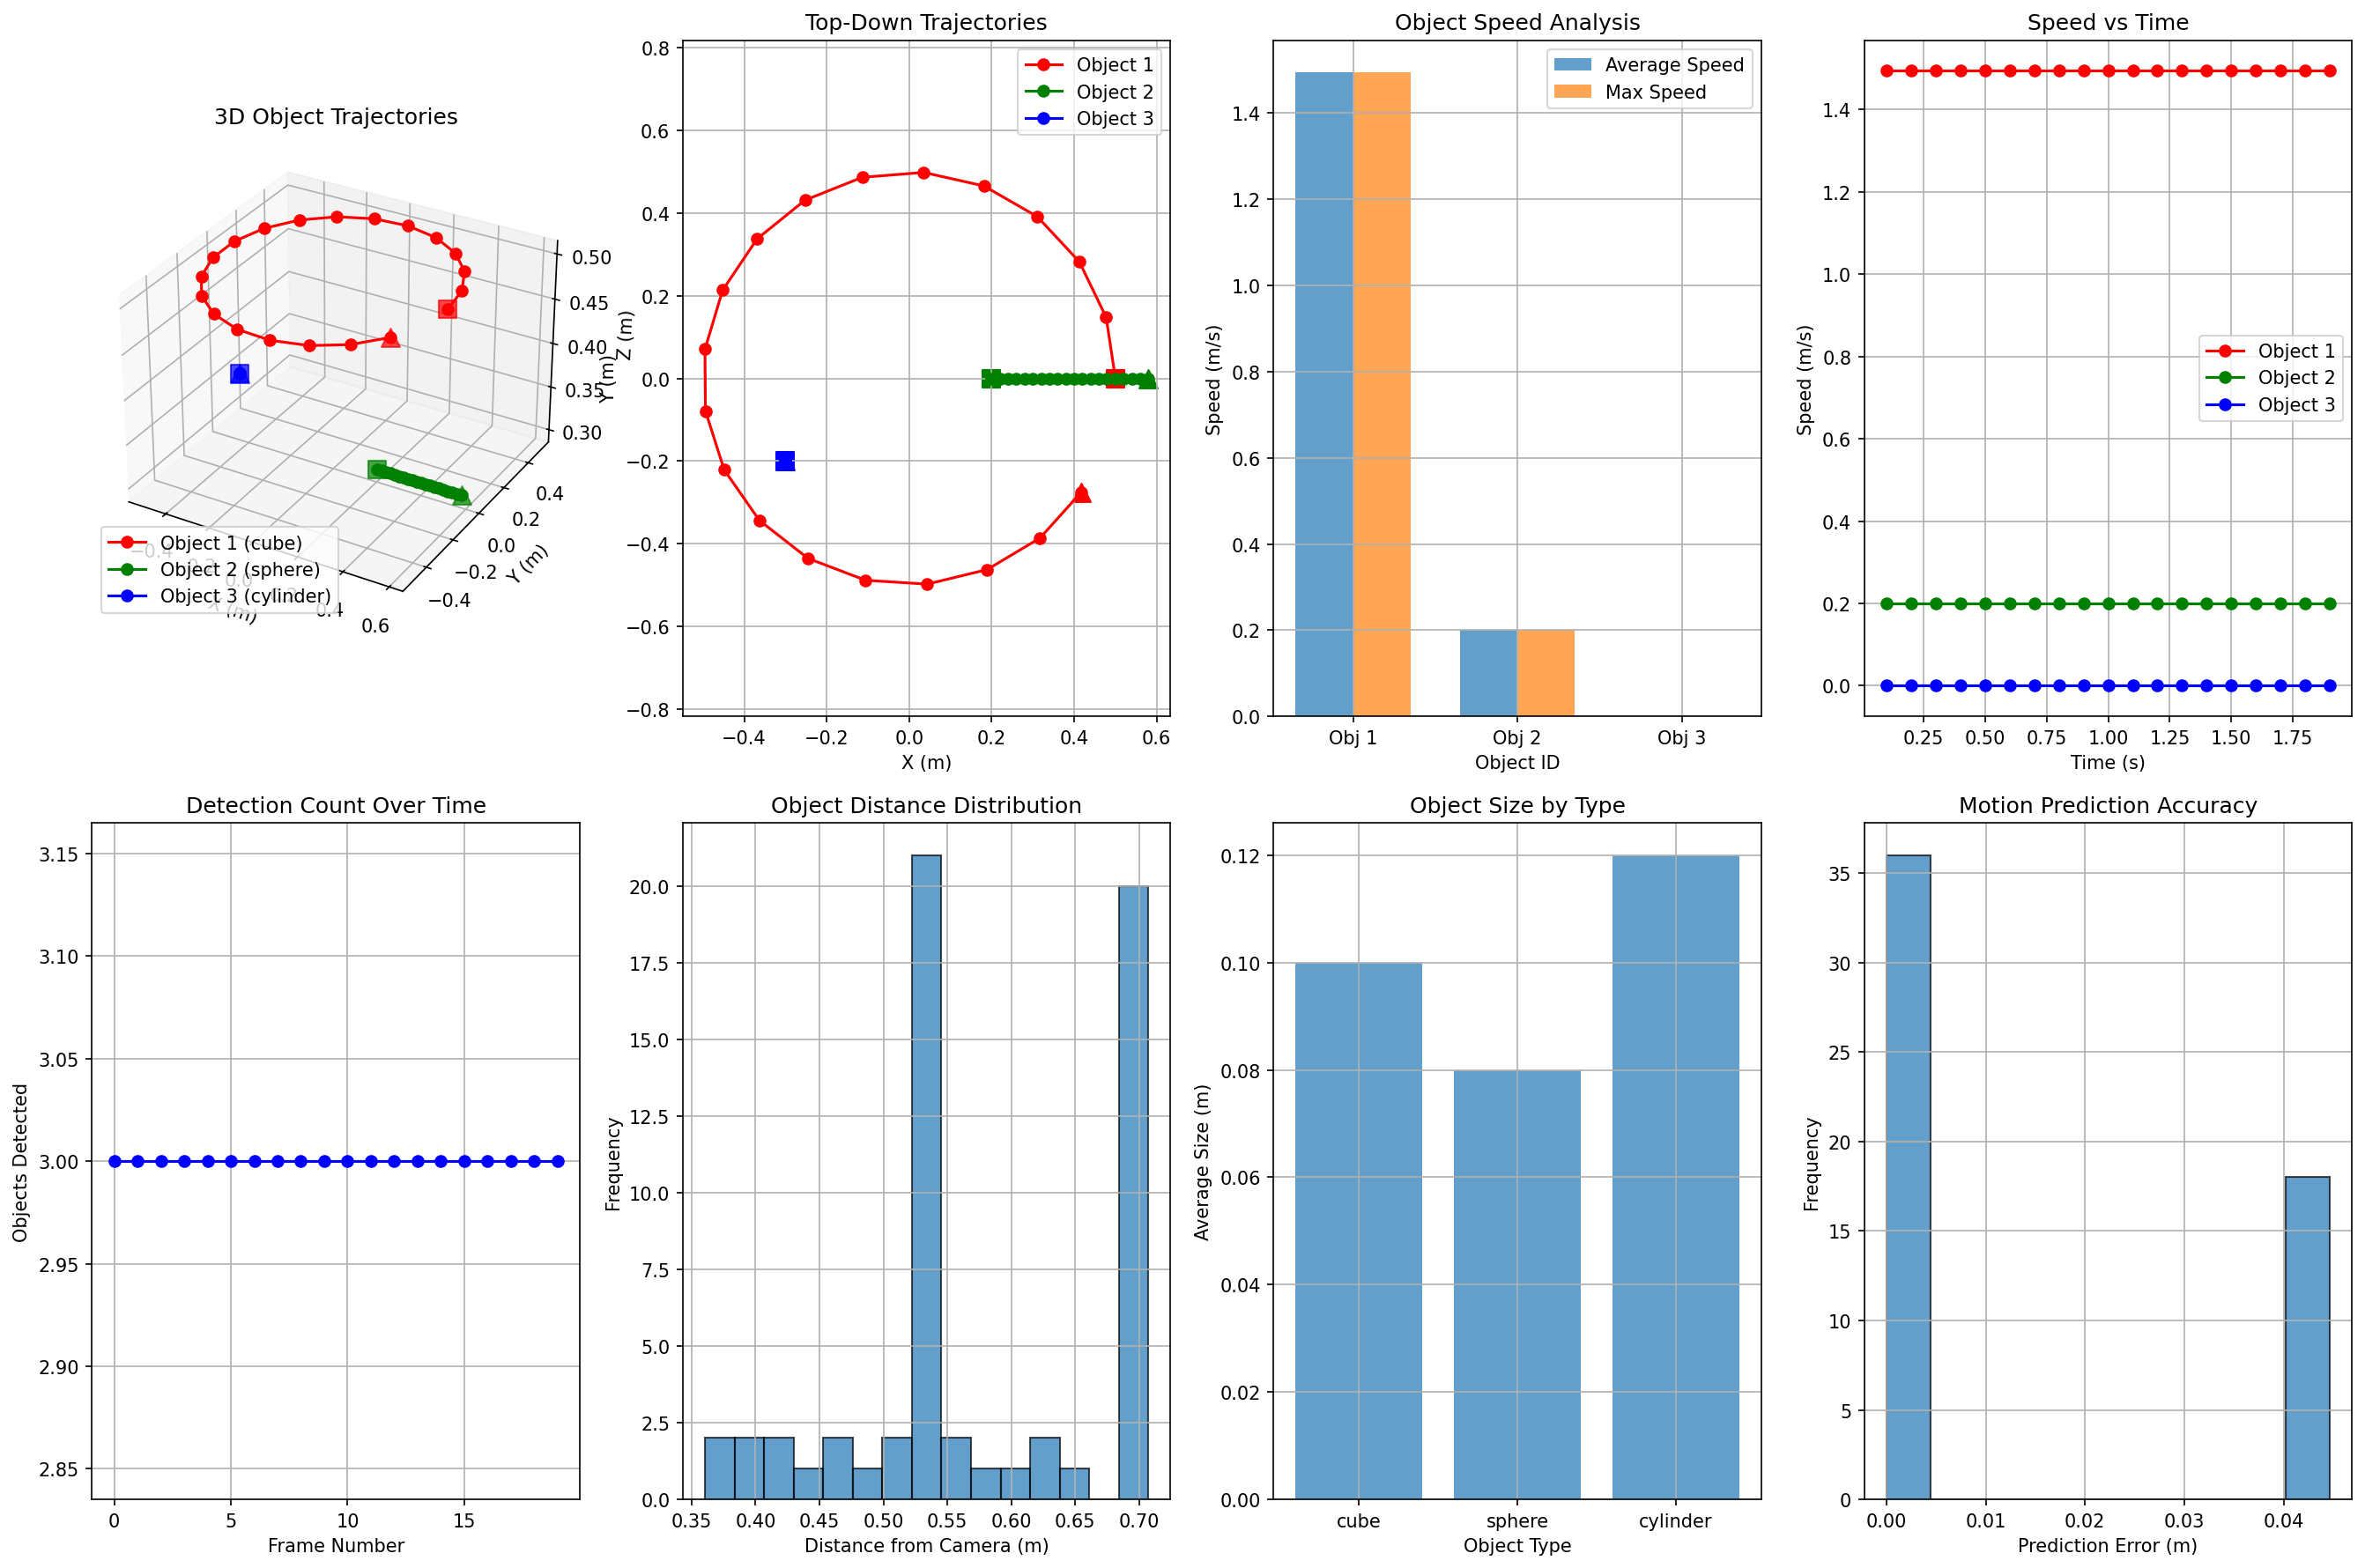 3D Object Trajectories
0.50
0.45
0.40
0.35
0.30
Y (m)
0.4
0.2
0.0
−0.2
−0.4
Y (m)
−0.4
0.0
0.4
0.6
X (m)
Object 1 (cube)
Object 2 (sphere)
Object 3 (cylinder)
Top-Down Trajectories
Object 1
Object 2
Object 3
0.8
0.6
0.4
0.2
0.0
−0.2
−0.4
−0.6
−0.8
Z (m)
−0.4 −0.2 0.0 0.2 0.4 0.6
X (m)
Object Speed Analysis
Average Speed
Max Speed
1.4
1.2
1.0
0.8
0.6
0.4
0.2
0.0
Speed (m/s)
Obj 1 Obj 2 Obj 3
Object ID
Speed vs Time
1.4
1.2
1.0
0.8
0.6
0.4
0.2
0.0
Speed (m/s)
Object 1
Object 2
Object 3
0.25 0.50 0.75 1.00 1.25 1.50 1.75
Time (s)
Detection Count Over Time
3.15
3.10
3.05
3.00
2.95
2.90
2.85
Objects Detected
0 5 10 15
Frame Number
Object Distance Distribution
20.0
17.5
15.0
12.5
10.0
7.5
5.0
2.5
0.0
Frequency
0.35 0.40 0.45 0.50 0.55 0.60 0.65 0.70
Distance from Camera (m)
Object Size by Type
0.12
0.10
0.08
0.06
0.04
0.02
0.00
Average Size (m)
cube sphere cylinder
Object Type
Motion Prediction Accuracy
35
30
25
20
15
10
5
0
Frequency
0.00 0.01 0.02 0.03 0.04
Prediction Error (m)